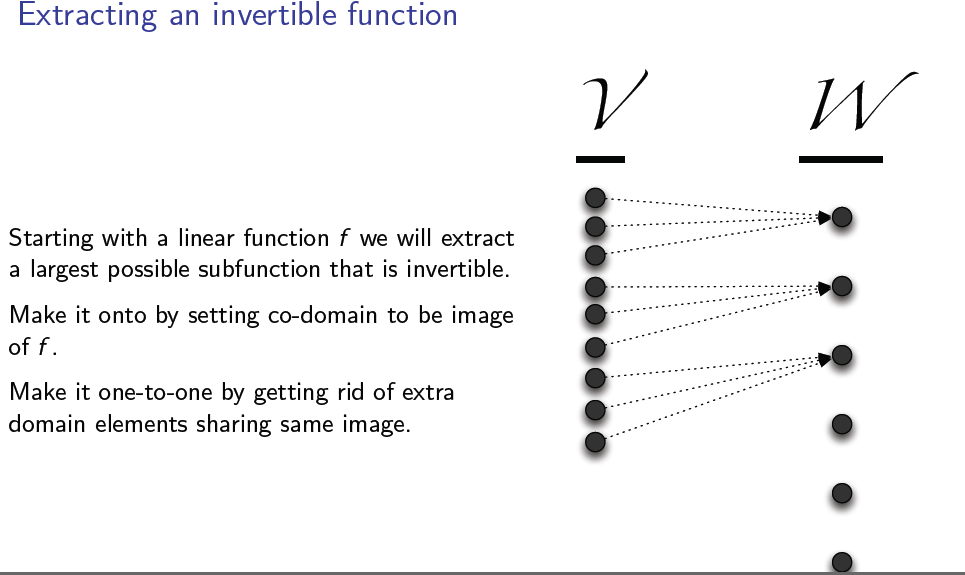 Extracting an invertible function
𝒱 𝒲
Starting with a linear function f we will extract
a largest possible subfunction that is invertible.
Make it onto by setting co-domain to be image
of f.
Make it one-to-one by getting rid of extra
domain elements sharing same image.